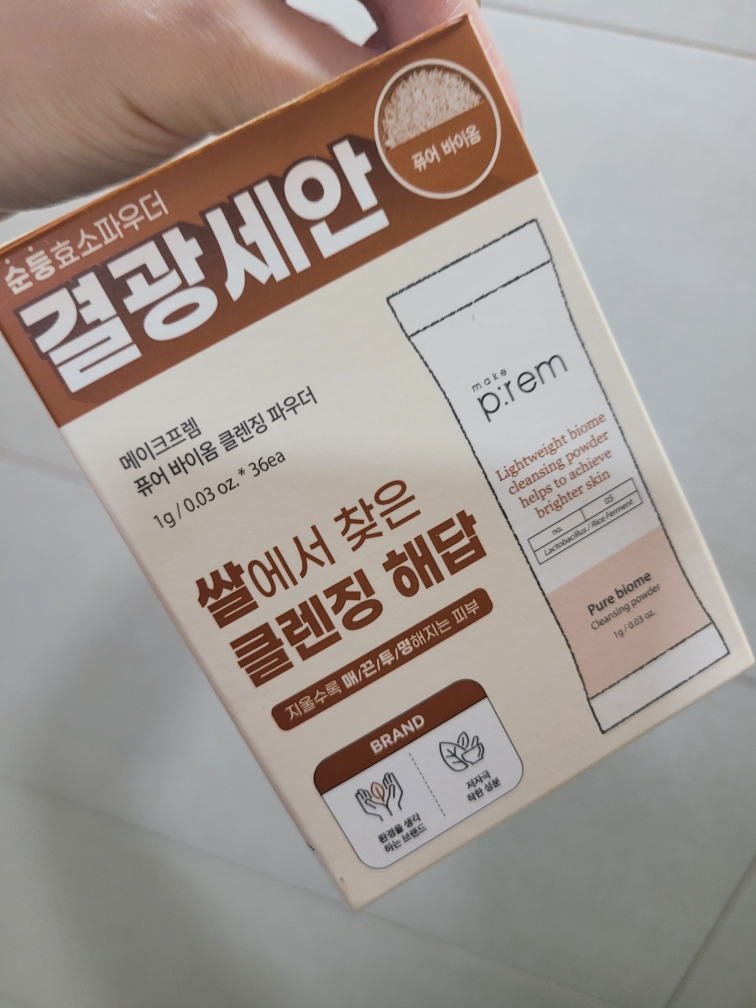 순둥효소파우더
결광세안
퓨어 바이옴
메이크프렘
퓨어 바이옴 클렌징 파우더
1g / 0.03 oz.* 36ea
쌀에서 찾은
클렌징 해답
지울수록 매/끈/투/명해지는 피부
BRAND
환경을 생각
하는 브랜드
저자극
착한 성분
make
p:rem
Lightweight biome
cleansing powder
helps to achieve
brighter skin
no. 05
Lactobacillus / Rice Ferment
Pure biome
Cleansing powder
1g / 0.03 oz.